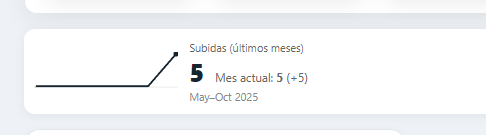 Subidas (últimos meses)
5 Mes actual: 5 (+5)
May–Oct 2025